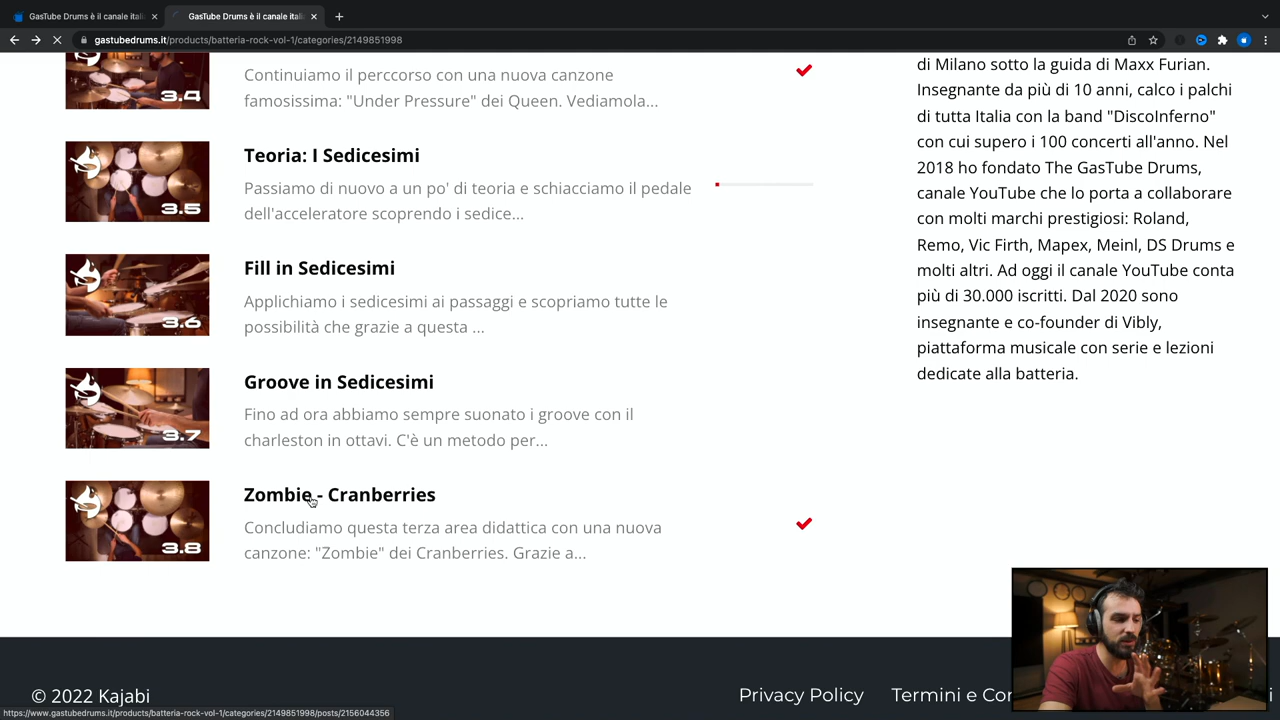 GasTube Drums è il canale itali
GasTube Drums è il canale itali
gastubedrums.it/products/batteria-rock-vol-1/categories/2149851998
3.4
Continuiamo il perccorso con una nuova canzone
famosissima: "Under Pressure" dei Queen. Vediamola...
3.5
Teoria: I Sedicesimi
Passiamo di nuovo a un po' di teoria e schiacciamo il pedale
dell'acceleratore scoprendo i sedice...
3.6
Fill in Sedicesimi
Applichiamo i sedicesimi ai passaggi e scopriamo tutte le
possibilità che grazie a questa ...
3.7
Groove in Sedicesimi
Fino ad ora abbiamo sempre suonato i groove con il
charleston in ottavi. C'è un metodo per...
3.8
Zombie - Cranberries
Concludiamo questa terza area didattica con una nuova
canzone: "Zombie" dei Cranberries. Grazie a...
di Milano sotto la guida di Maxx Furian.
Insegnante da più di 10 anni, calco i palchi
di tutta Italia con la band "DiscoInferno"
con cui supero i 100 concerti all'anno. Nel
2018 ho fondato The GasTube Drums,
canale YouTube che lo porta a collaborare
con molti marchi prestigiosi: Roland,
Remo, Vic Firth, Mapex, Meinl, DS Drums e
molti altri. Ad oggi il canale YouTube conta
più di 30.000 iscritti. Dal 2020 sono
insegnante e co-founder di Vibly,
piattaforma musicale con serie e lezioni
dedicate alla batteria.
© 2022 Kajabi
Privacy Policy
Termini e Con
https://www.gastubedrums.it/products/batteria-rock-vol-1/categories/2149851998/posts/2156044356